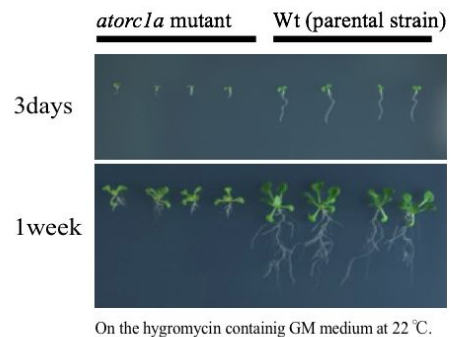 atorc1a mutant Wt (parental strain)
3days
1week
On the hygromycin containig GM medium at 22 ℃.